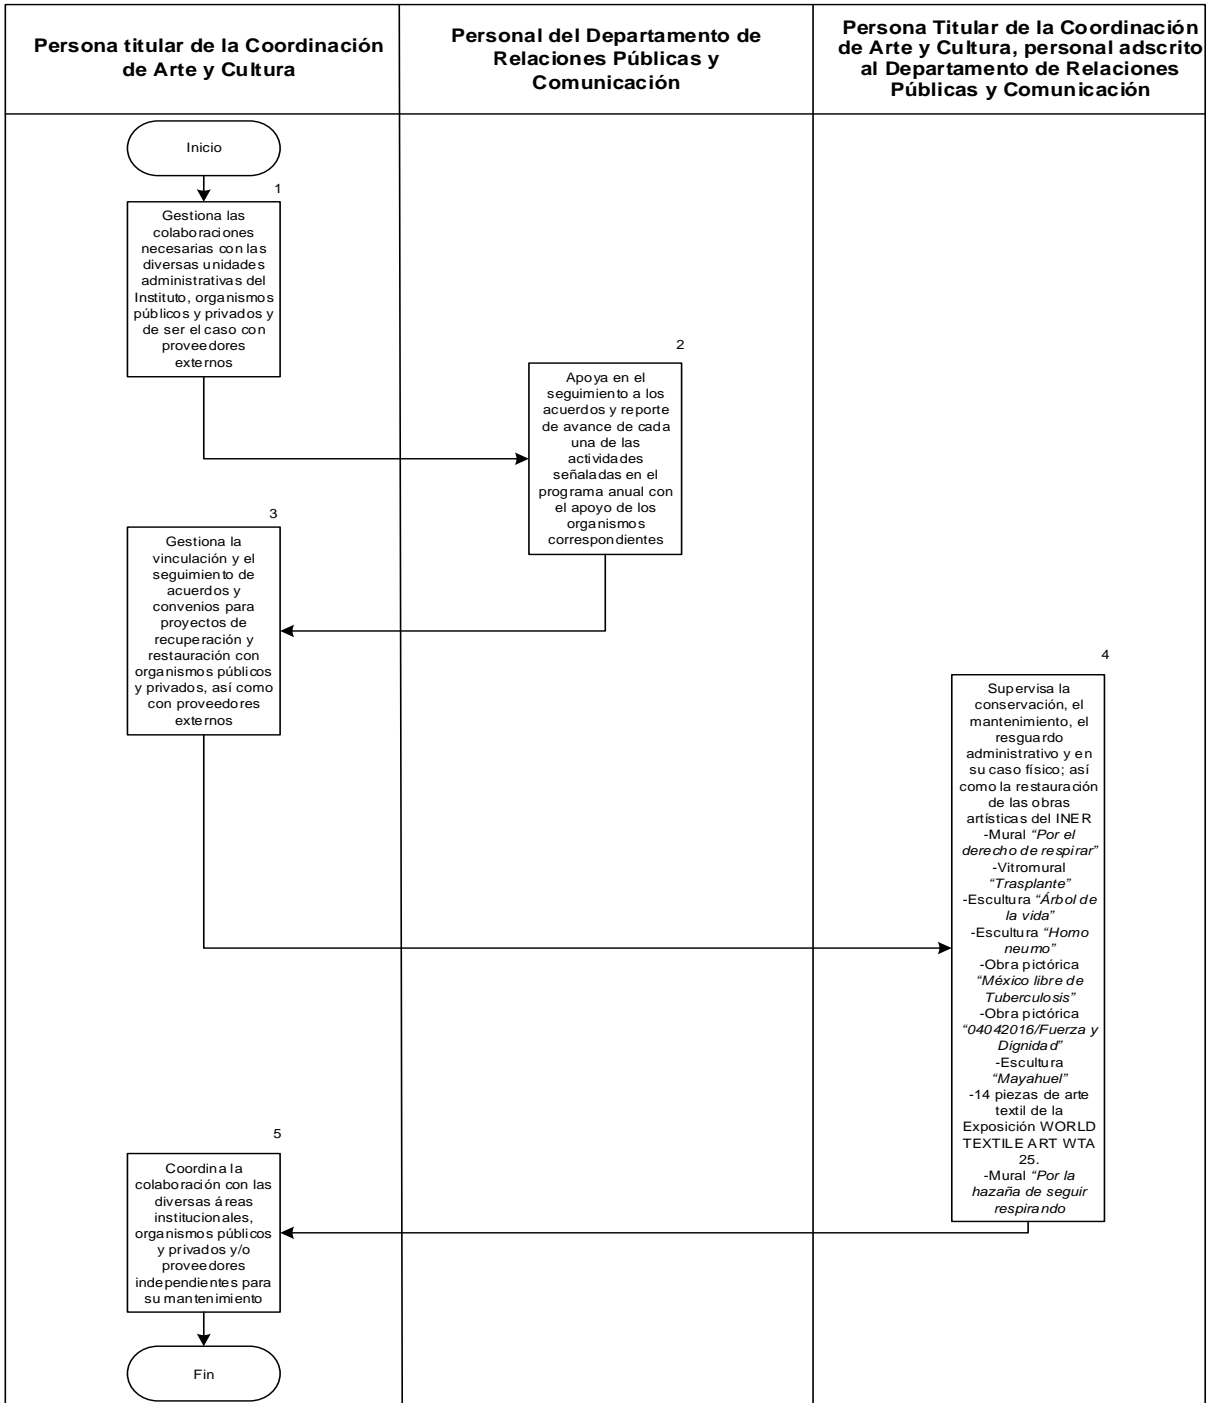 Persona titular de la Coordinación
de Arte y Cultura
Personal del Departamento de
Relaciones Públicas y
Comunicación
Persona Titular de la Coordinación
de Arte y Cultura, personal adscrito
al Departamento de Relaciones
Públicas y Comunicación
Inicio
1
Gestiona las
colaboraciones
necesarias con las
diversas unidades
administrativas del
Instituto, organismos
públicos y privados y
de ser el caso con
proveedores
externos
2
Apoya en el
seguimiento a los
acuerdos y reporte
de avance de cada
una de las
actividades
señaladas en el
programa anual con
el apoyo de los
organismos
correspondientes
3
Gestiona la
vinculación y el
seguimiento de
acuerdos y
convenios para
proyectos de
recuperación y
restauración con
organismos públicos
y privados, así como
con proveedores
externos
4
Supervisa la
conservación, el
mantenimiento, el
resguardo
administrativo y en
su caso físico; así
como la restauración
de las obras
artísticas del INER
-Mural “Por el
derecho de respirar”
-Vitromural
“Trasplante”
-Escultura “Árbol de
la vida”
-Escultura “Homo
neumo”
-Obra pictórica
“México libre de
Tuberculosis”
-Obra pictórica
“04042016/Fuerza y
Dignidad”
-Escultura
“Mayahuel”
-14 piezas de arte
textil de la
Exposición WORLD
TEXTILE ART WTA
25.
-Mural “Por la
hazaña de seguir
respirando
5
Coordina la
colaboración con las
diversas áreas
institucionales,
organismos públicos
y privados y/o
proveedores
independientes para
su mantenimiento
Fin